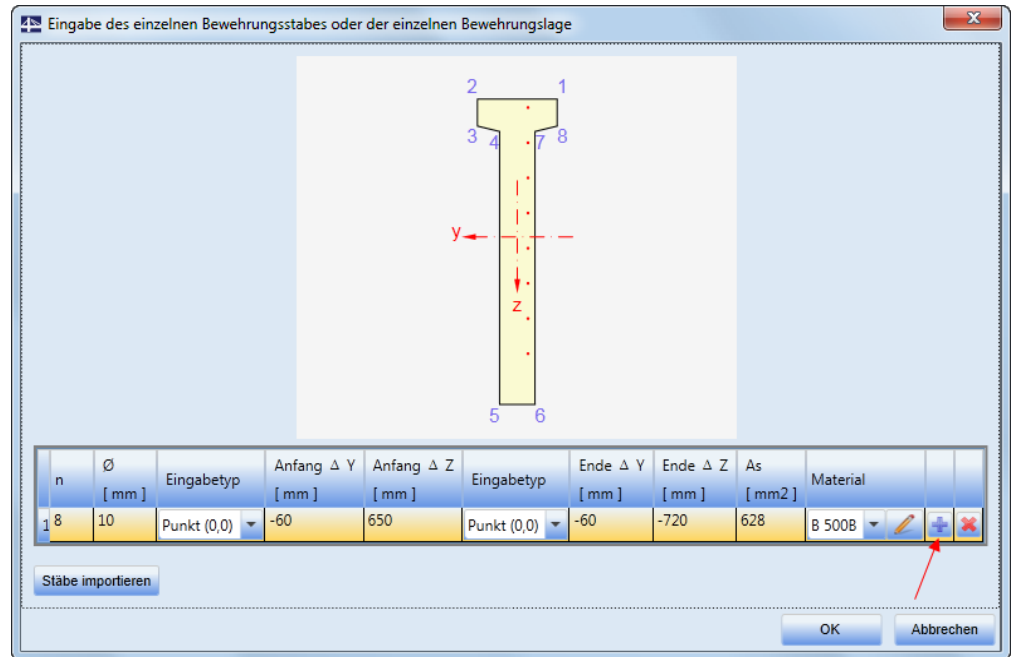 Eingabe des einzelnen Bewehrungsstabes oder der einzelnen Bewehrungslage
x
2 1
3 4 7 8
y
z
5 6
n Ø [ mm ] Eingabetyp Anfang Δ Y [ mm ] Anfang Δ Z [ mm ] Eingabetyp Ende Δ Y [ mm ] Ende Δ Z [ mm ] As [ mm2 ] Material
1 8 10 Punkt (0,0) -60 650 Punkt (0,0) -60 -720 628 B 500B
Stäbe importieren
OK Abbrechen